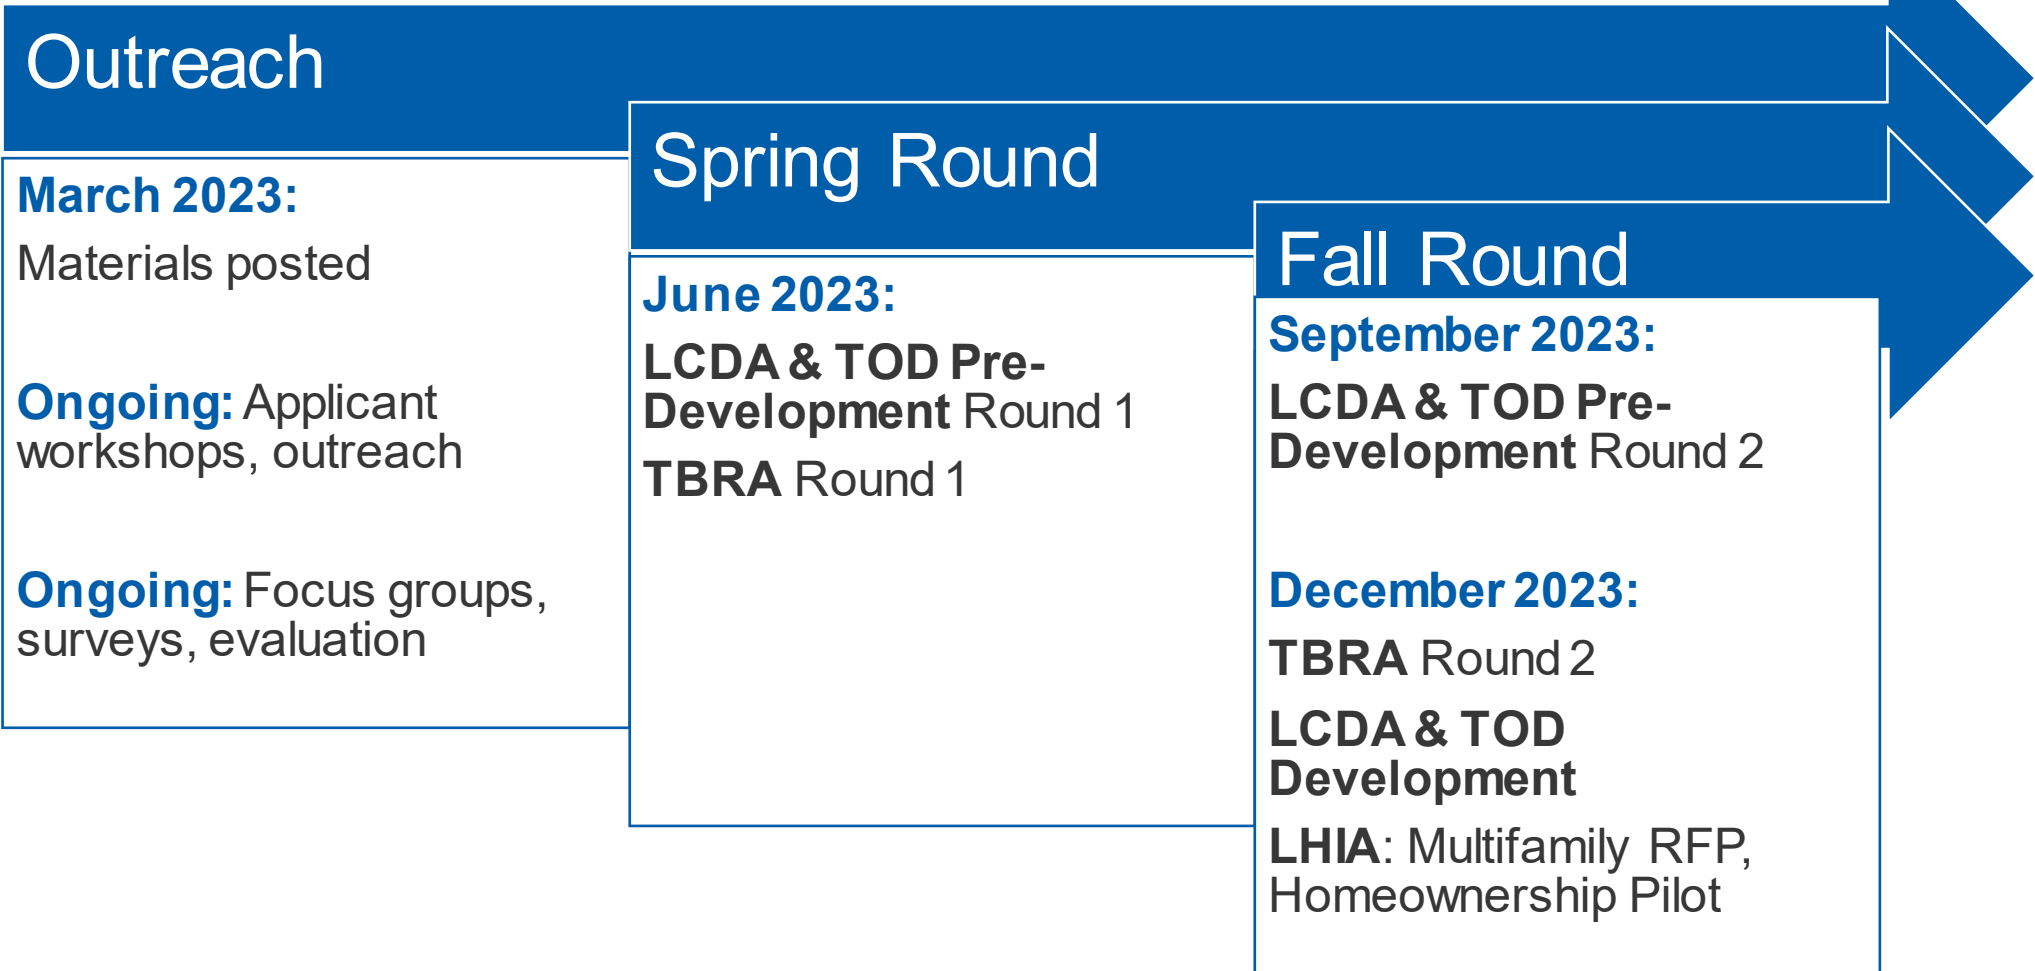 Outreach
March 2023:
Materials posted
Ongoing: Applicant
workshops, outreach
Ongoing: Focus groups,
surveys, evaluation
Spring Round
June 2023:
LCDA & TOD Pre-
Development Round 1
TBRA Round 1
Fall Round
September 2023:
LCDA & TOD Pre-
Development Round 2
December 2023:
TBRA Round 2
LCDA & TOD
Development
LHIA: Multifamily RFP,
Homeownership Pilot